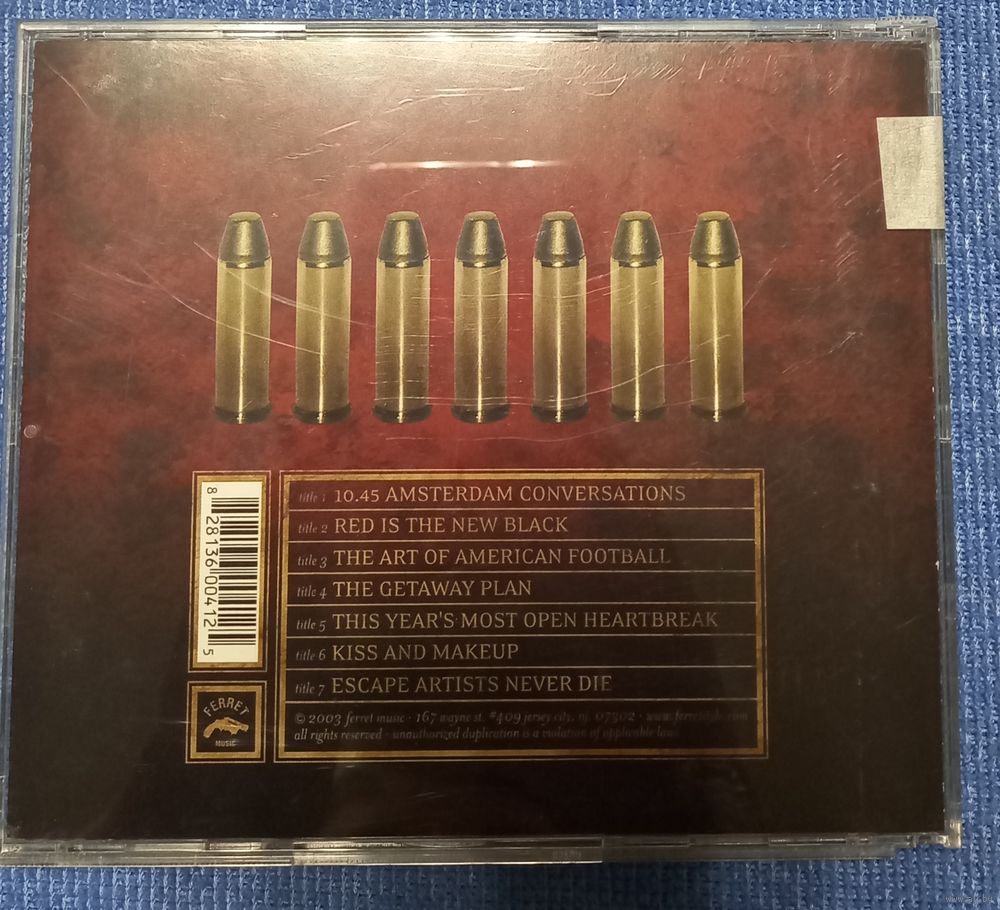 title 1 10.45 AMSTERDAM CONVERSATIONS
title 2 RED IS THE NEW BLACK
title 3 THE ART OF AMERICAN FOOTBALL
title 4 THE GETAWAY PLAN
title 5 THIS YEAR'S MOST OPEN HEARTBREAK
title 6 KISS AND MAKEUP
title 7 ESCAPE ARTISTS NEVER DIE
© 2003 ferret music · 167 wayne st. #409 jersey city, nj. 07302 · www.ferretstyle.com
all rights reserved · unauthorized duplication is a violation of applicable laws
8 28136 00412 5
FERRET
MUSIC